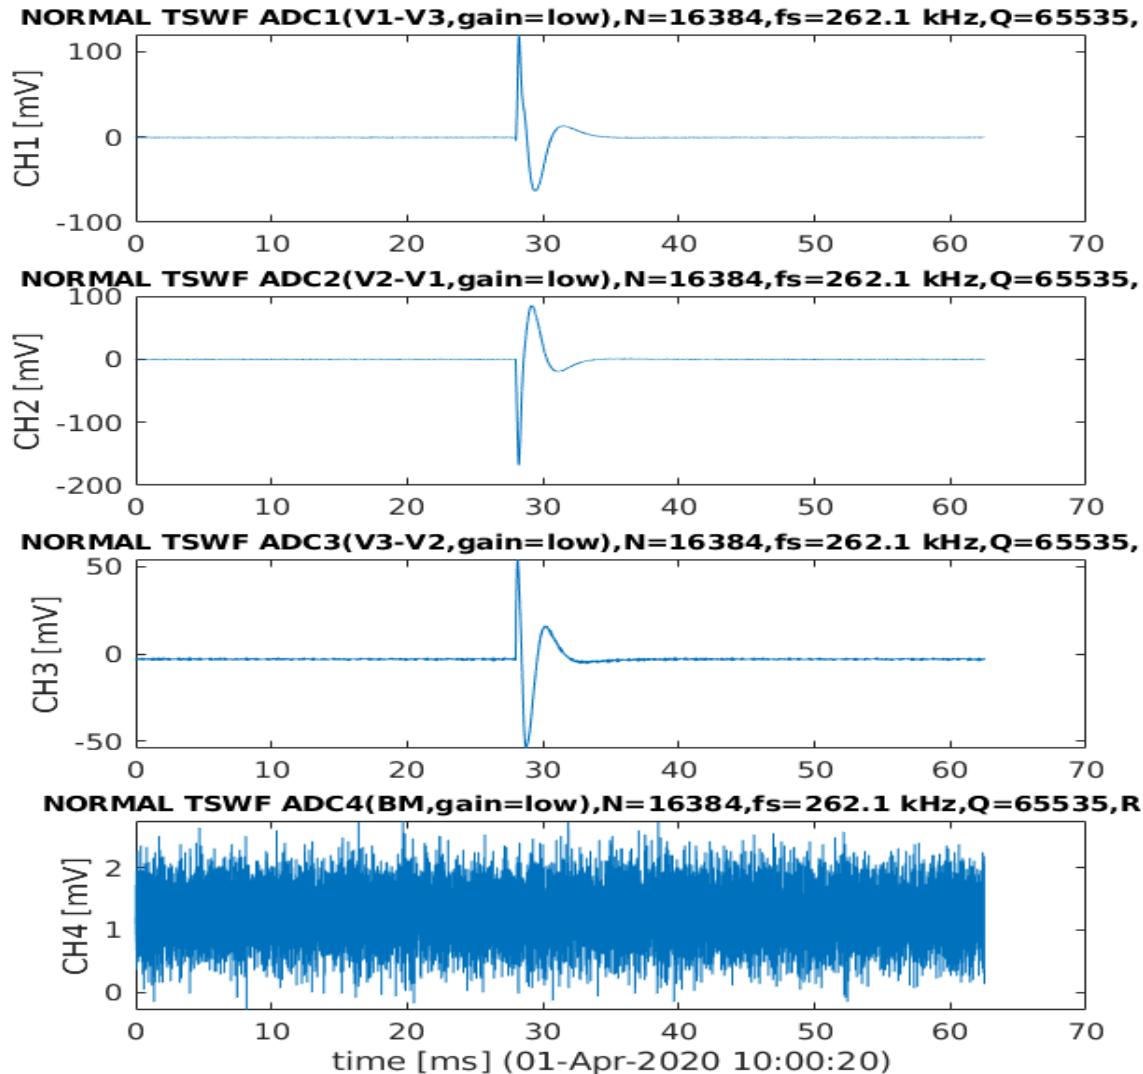 NORMAL TSWF ADC1(V1-V3,gain=low),N=16384,fs=262.1 kHz,Q=65535,
100
0
-100
CH1 [mV]
0 10 20 30 40 50 60 70
NORMAL TSWF ADC2(V2-V1,gain=low),N=16384,fs=262.1 kHz,Q=65535,
100
0
-100
-200
CH2 [mV]
0 10 20 30 40 50 60 70
NORMAL TSWF ADC3(V3-V2,gain=low),N=16384,fs=262.1 kHz,Q=65535,
50
0
-50
CH3 [mV]
0 10 20 30 40 50 60 70
NORMAL TSWF ADC4(BM,gain=low),N=16384,fs=262.1 kHz,Q=65535,R
2
1
0
CH4 [mV]
0 10 20 30 40 50 60 70
time [ms] (01-Apr-2020 10:00:20)